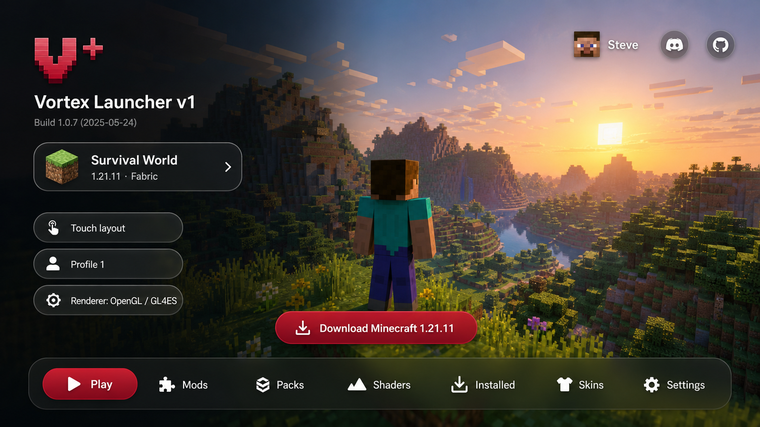 V+
Steve
Vortex Launcher v1
Build 1.0.7 (2025-05-24)
Survival World
1.21.11 · Fabric
Touch layout
Profile 1
Renderer: OpenGL / GL4ES
Download Minecraft 1.21.11
Play
Mods
Packs
Shaders
Installed
Skins
Settings